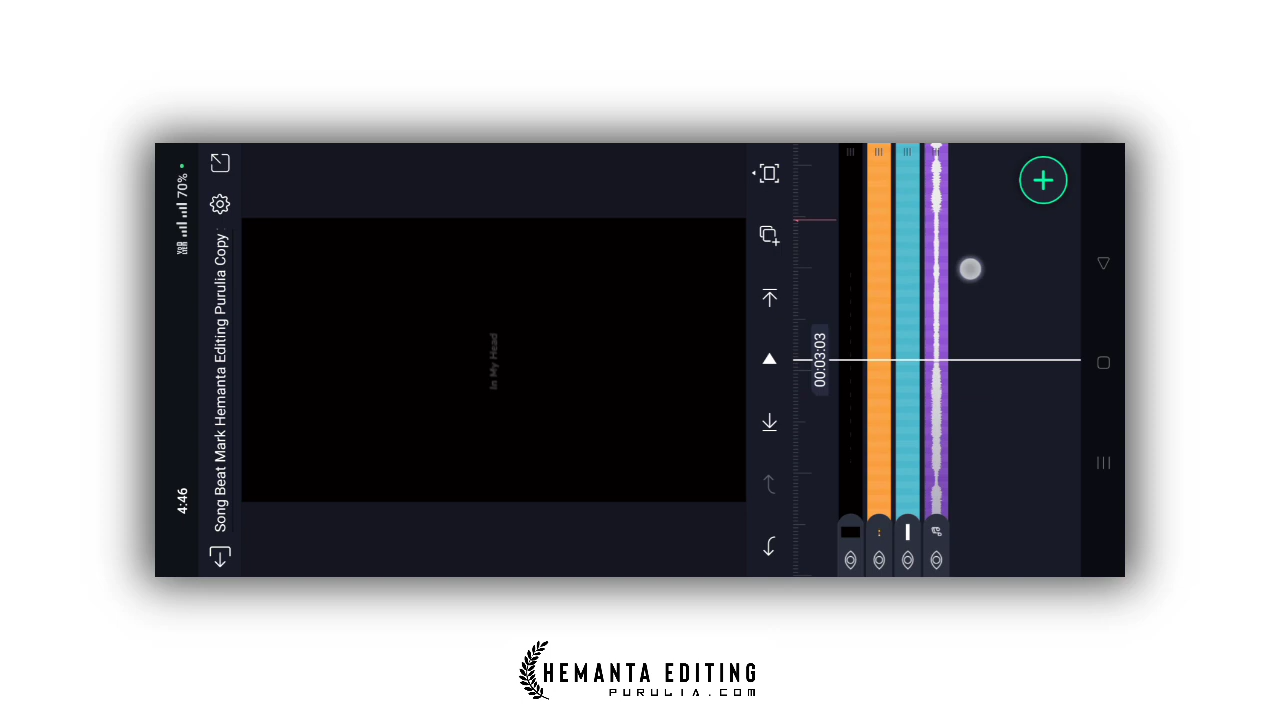 4:46
70%
Song Beat Mark Hemanta Editing Purulia Copy
In My Head
00:03:03
HEMANTA EDITING
PURULIA.COM